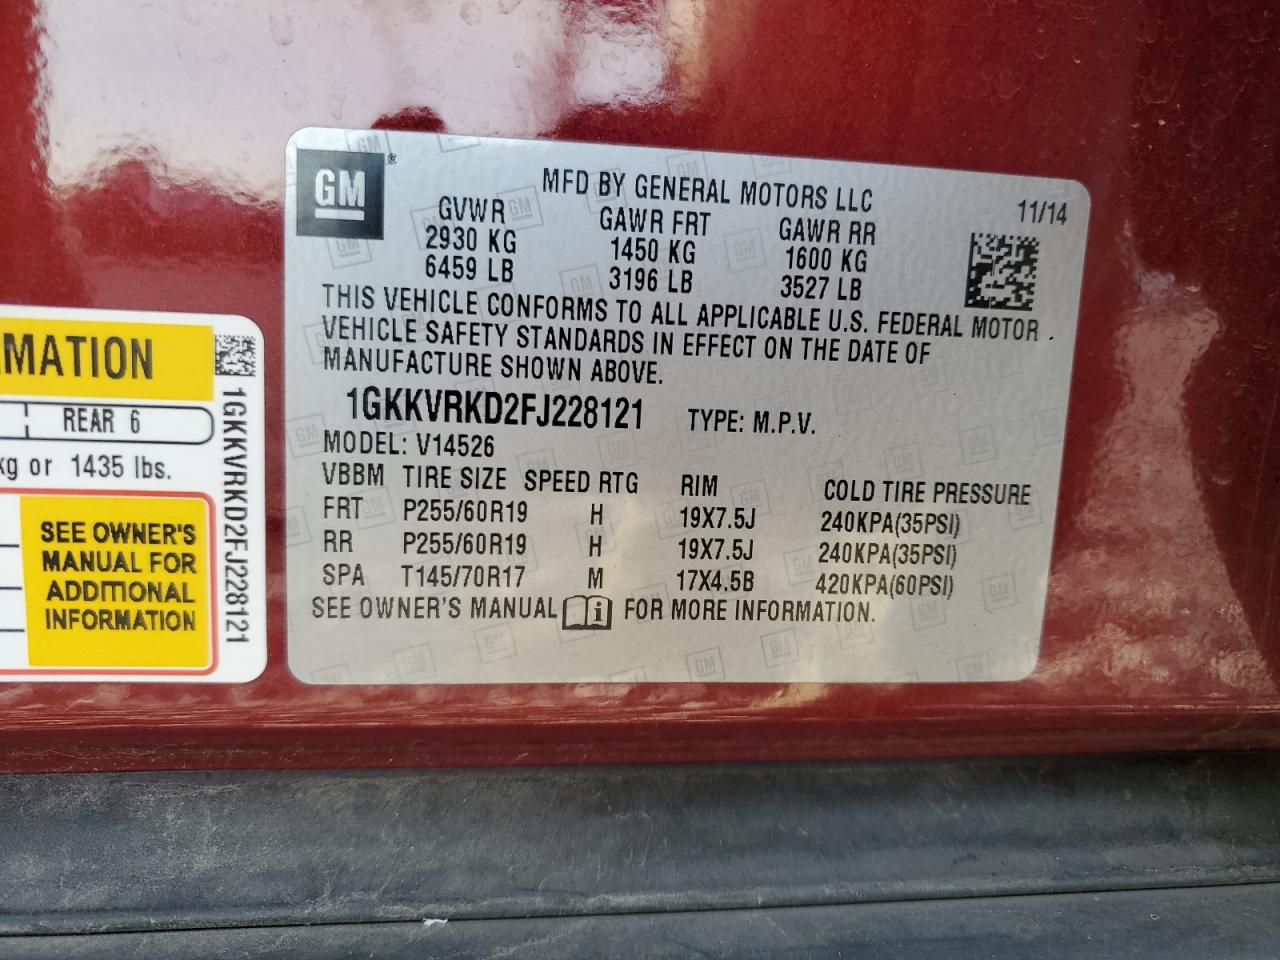 GM
MFD BY GENERAL MOTORS LLC
11/14
GVWR GAWR FRT GAWR RR
2930 KG 1450 KG 1600 KG
6459 LB 3196 LB 3527 LB
THIS VEHICLE CONFORMS TO ALL APPLICABLE U.S. FEDERAL MOTOR
VEHICLE SAFETY STANDARDS IN EFFECT ON THE DATE OF
MANUFACTURE SHOWN ABOVE.
1GKKVRKD2FJ228121 TYPE: M.P.V.
MODEL: V14526
VBBM TIRE SIZE SPEED RTG RIM COLD TIRE PRESSURE
FRT P255/60R19 H 19X7.5J 240KPA(35PSI)
RR P255/60R19 H 19X7.5J 240KPA(35PSI)
SPA T145/70R17 M 17X4.5B 420KPA(60PSI)
SEE OWNER'S MANUAL FOR MORE INFORMATION.
MATION
REAR 6
kg or 1435 lbs.
SEE OWNER'S
MANUAL FOR
ADDITIONAL
INFORMATION
1GKKVRKD2FJ228121